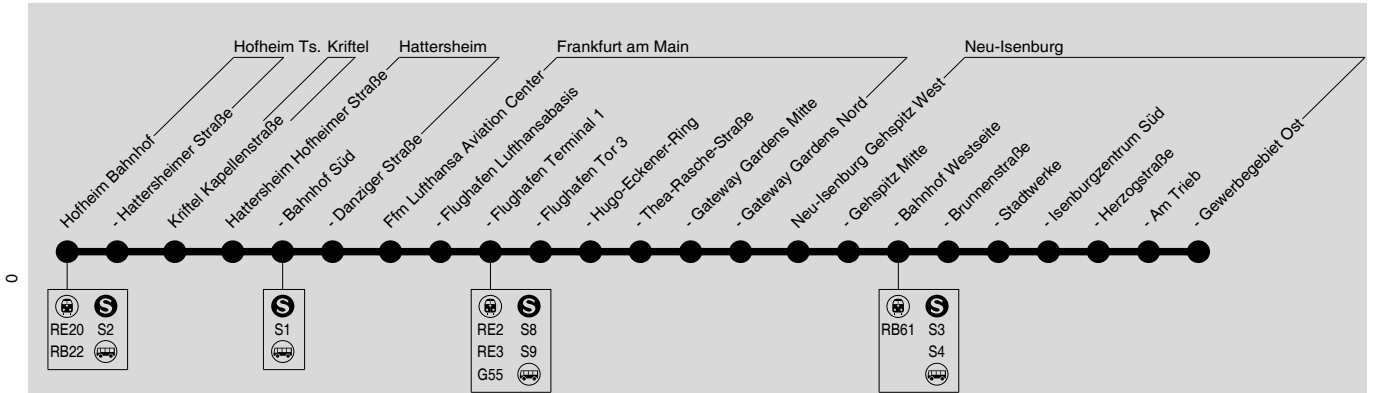 Hofheim Ts. Kriftel Hattersheim Frankfurt am Main Neu-Isenburg
Hofheim Bahnhof
- Hattersheimer Straße
Kriftel Kapellenstraße
Hattersheim Hofheimer Straße
- Bahnhof Süd
- Danziger Straße
Ffm Lufthansa Aviation Center
- Flughafen Lufthansabasis
- Flughafen Terminal 1
- Flughafen Tor 3
- Hugo-Eckener-Ring
- Thea-Rasche-Straße
- Gateway Gardens Mitte
- Gateway Gardens Nord
Neu-Isenburg Gehspitz West
- Gehspitz Mitte
- Bahnhof Westseite
- Brunnenstraße
- Stadtwerke
- Isenburgzentrum Süd
- Herzogstraße
- Am Trieb
- Gewerbegebiet Ost
0
S
RE20 S2
RB22
S
S1
S
RE2 S8
RE3 S9
G55
S
RB61 S3
S4